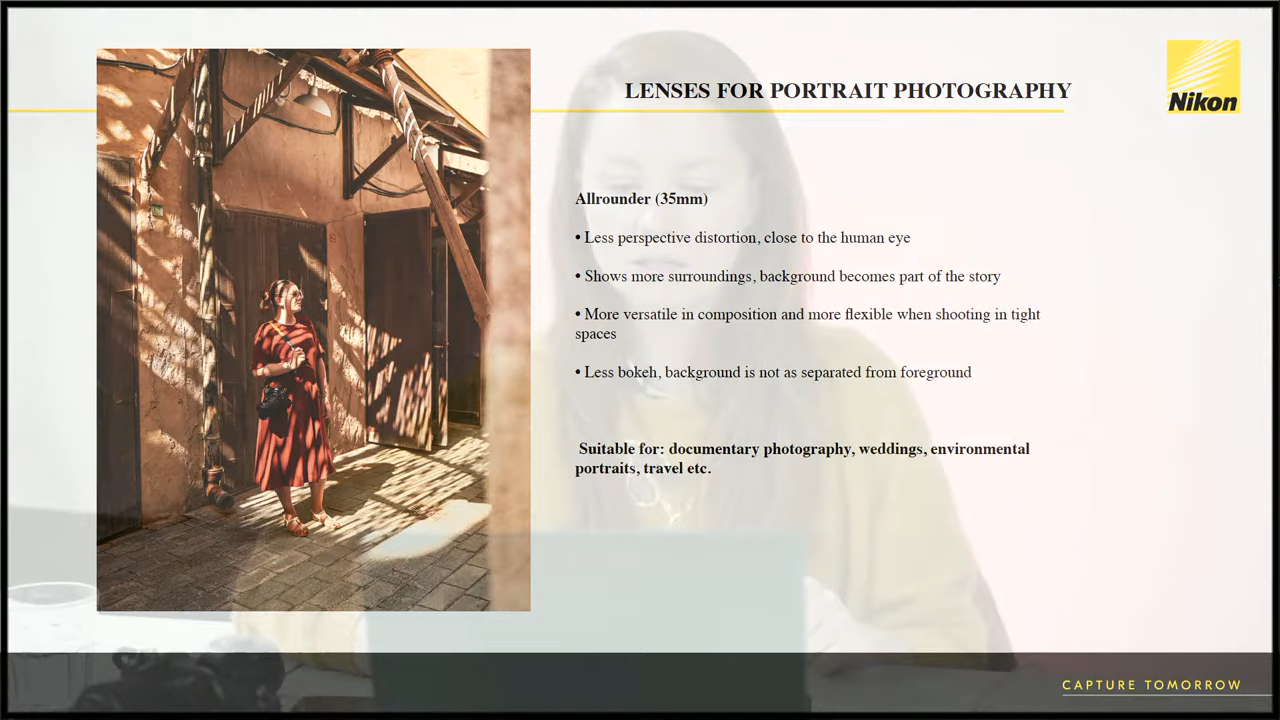 LENSES FOR PORTRAIT PHOTOGRAPHY
Nikon
Allrounder (35mm)
• Less perspective distortion, close to the human eye
• Shows more surroundings, background becomes part of the story
• More versatile in composition and more flexible when shooting in tight
spaces
• Less bokeh, background is not as separated from foreground
Suitable for: documentary photography, weddings, environmental
portraits, travel etc.
CAPTURE TOMORROW